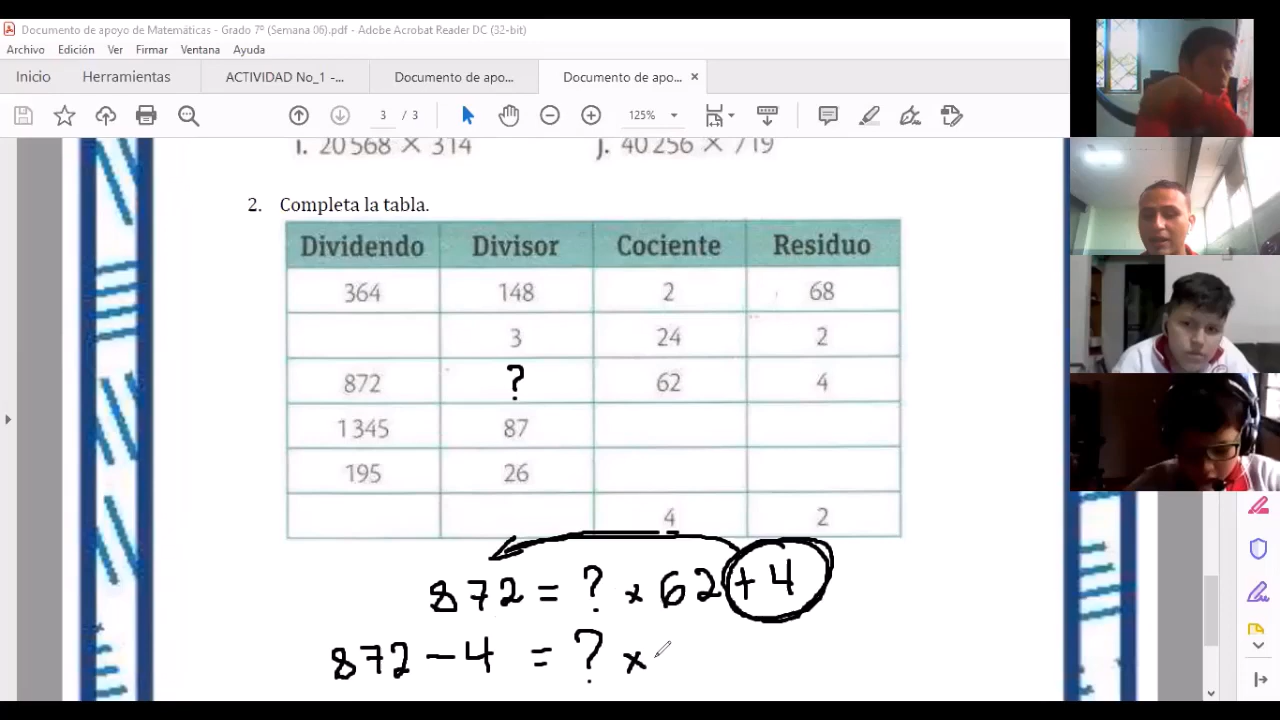 Documento de apoyo de Matemáticas - Grado 7º (Semana 06).pdf - Adobe Acrobat Reader DC (32-bit)
Archivo Edición Ver Firmar Ventana Ayuda
Inicio Herramientas ACTIVIDAD No_1 -... Documento de apo... Documento de apo... ×
3 / 3 125%
i. 20 568 × 314 j. 40 256 × 719
2. Completa la tabla.
Dividendo Divisor Cociente Residuo
364 148 2 68
3 24 2
872 ? 62 4
1 345 87
195 26
4 2
872 = ? × 62 + 4
872 - 4 = ? ×